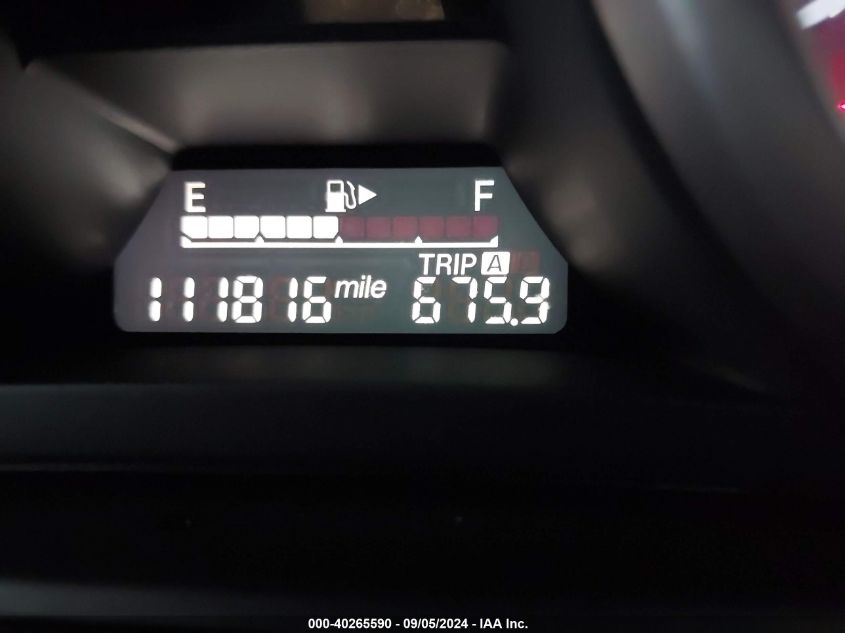 E F
TRIP A
111816 mile 675.9
000-40265590 - 09/05/2024 - IAA Inc.